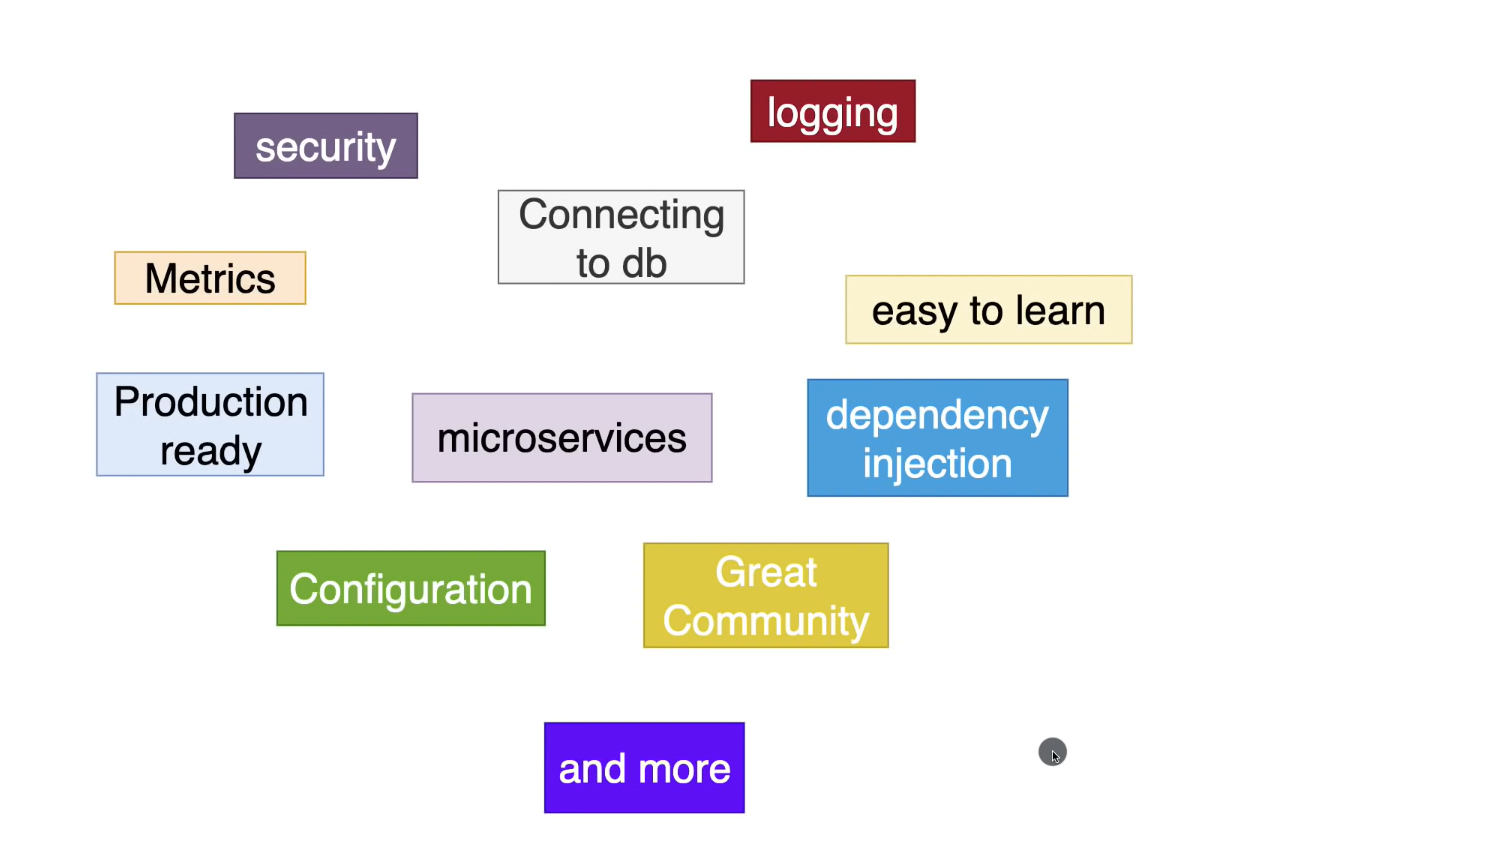 logging
security
Connecting
to db
Metrics
easy to learn
Production
ready
microservices
dependency
injection
Configuration
Great
Community
and more